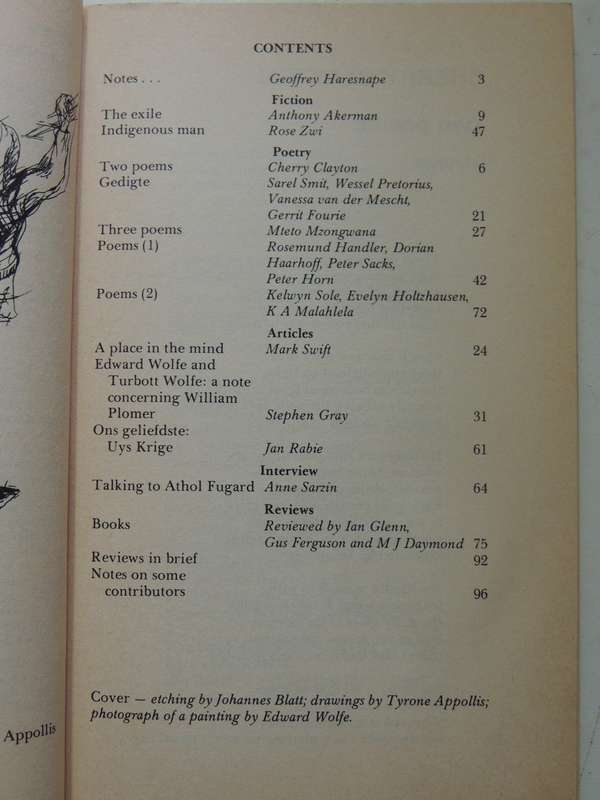 CONTENTS
Notes . . . Geoffrey Haresnape 3
Fiction
The exile Anthony Akerman 9
Indigenous man Rose Zwi 47
Poetry
Two poems Cherry Clayton 6
Gedigte Sarel Smit, Wessel Pretorius,
Vanessa van der Mescht,
Gerrit Fourie 21
Three poems Mteto Mzongwana 27
Poems (1) Rosemund Handler, Dorian
Haarhoff, Peter Sacks,
Peter Horn 42
Poems (2) Kelwyn Sole, Evelyn Holtzhausen,
K A Malahlela 72
Articles
A place in the mind Mark Swift 24
Edward Wolfe and
Turbott Wolfe: a note
concerning William
Plomer Stephen Gray 31
Ons geliefdste:
Uys Krige Jan Rabie 61
Interview
Talking to Athol Fugard Anne Sarzin 64
Reviews
Books Reviewed by Ian Glenn,
Gus Ferguson and M J Daymond 75
Reviews in brief 92
Notes on some
contributors 96
Cover — etching by Johannes Blatt; drawings by Tyrone Appollis;
photograph of a painting by Edward Wolfe.
Appollis